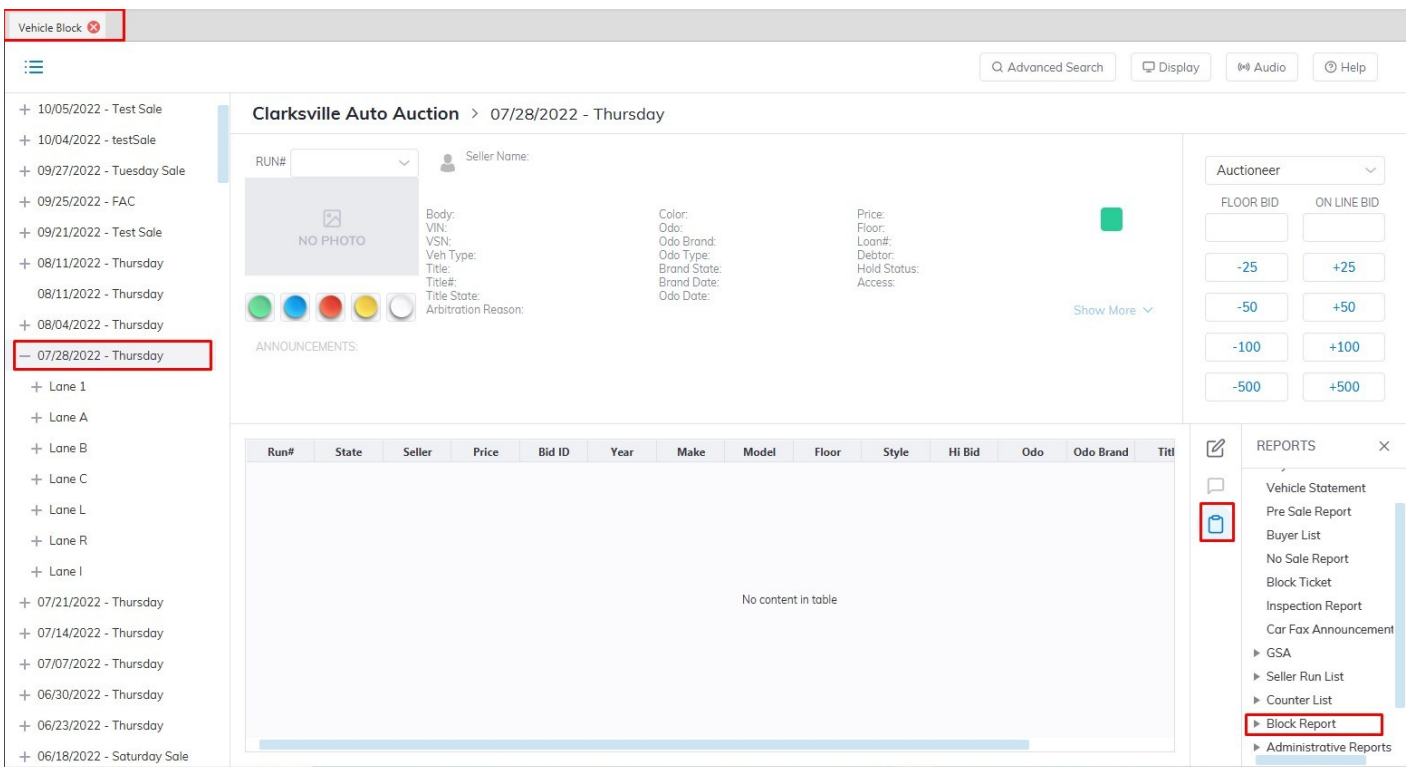 Vehicle Block
Advanced Search
Display
Audio
Help
10/05/2022 - Test Sale
10/04/2022 - testSale
09/27/2022 - Tuesday Sale
09/25/2022 - FAC
09/21/2022 - Test Sale
08/11/2022 - Thursday
08/11/2022 - Thursday
08/04/2022 - Thursday
07/28/2022 - Thursday
Lane 1
Lane A
Lane B
Lane C
Lane L
Lane R
Lane I
07/21/2022 - Thursday
07/14/2022 - Thursday
07/07/2022 - Thursday
06/30/2022 - Thursday
06/23/2022 - Thursday
06/18/2022 - Saturday Sale
Clarksville Auto Auction > 07/28/2022 - Thursday
RUN#
Seller Name:
NO PHOTO
Body:
VIN:
VSN:
Veh Type:
Title:
Title#:
Title State:
Arbitration Reason:
Color:
Odo:
Odo Brand:
Odo Type:
Brand State:
Brand Date:
Odo Date:
Price:
Floor:
Loan#:
Debtor:
Hold Status:
Access:
Show More
ANNOUNCEMENTS:
Auctioneer
FLOOR BID ON LINE BID
-25 +25
-50 +50
-100 +100
-500 +500
Run# State Seller Price Bid ID Year Make Model Floor Style Hi Bid Odo Odo Brand Titl
No content in table
REPORTS
Vehicle Statement
Pre Sale Report
Buyer List
No Sale Report
Block Ticket
Inspection Report
Car Fax Announcement
GSA
Seller Run List
Counter List
Block Report
Administrative Reports